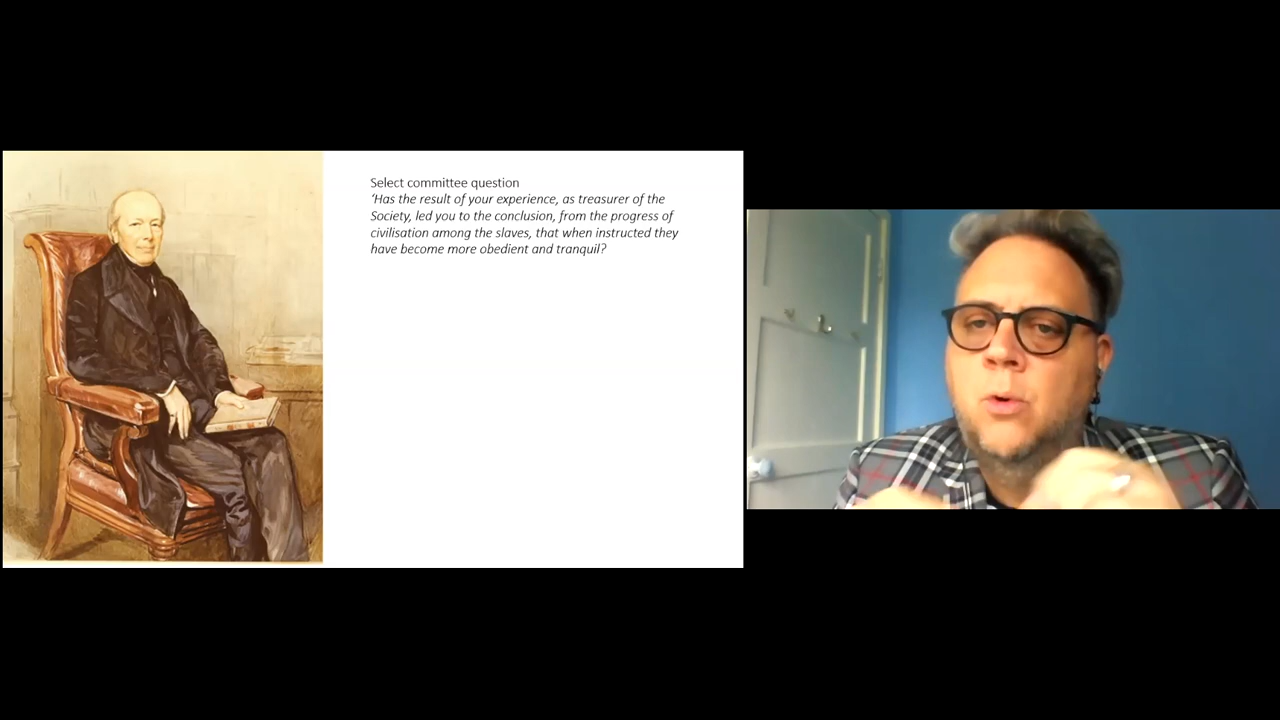 Select committee question
‘Has the result of your experience, as treasurer of the
Society, led you to the conclusion, from the progress of
civilisation among the slaves, that when instructed they
have become more obedient and tranquil?